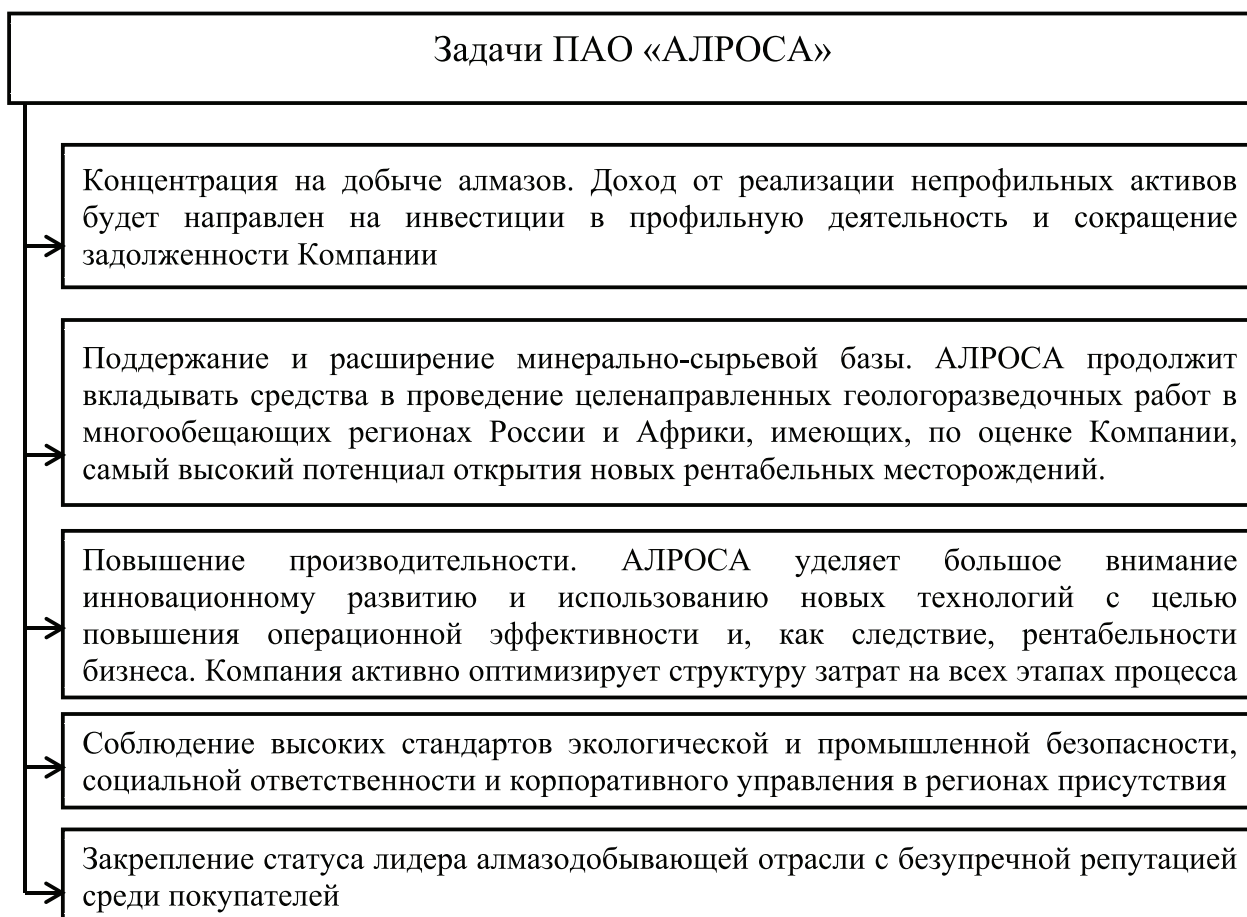 Задачи ПАО «АЛРОСА»
Концентрация на добыче алмазов. Доход от реализации непрофильных активов
будет направлен на инвестиции в профильную деятельность и сокращение
задолженности Компании
Поддержание и расширение минерально-сырьевой базы. АЛРОСА продолжит
вкладывать средства в проведение целенаправленных геологоразведочных работ в
многообещающих регионах России и Африки, имеющих, по оценке Компании,
самый высокий потенциал открытия новых рентабельных месторождений.
Повышение производительности. АЛРОСА уделяет большое внимание
инновационному развитию и использованию новых технологий с целью
повышения операционной эффективности и, как следствие, рентабельности
бизнеса. Компания активно оптимизирует структуру затрат на всех этапах процесса
Соблюдение высоких стандартов экологической и промышленной безопасности,
социальной ответственности и корпоративного управления в регионах присутствия
Закрепление статуса лидера алмазодобывающей отрасли с безупречной репутацией
среди покупателей